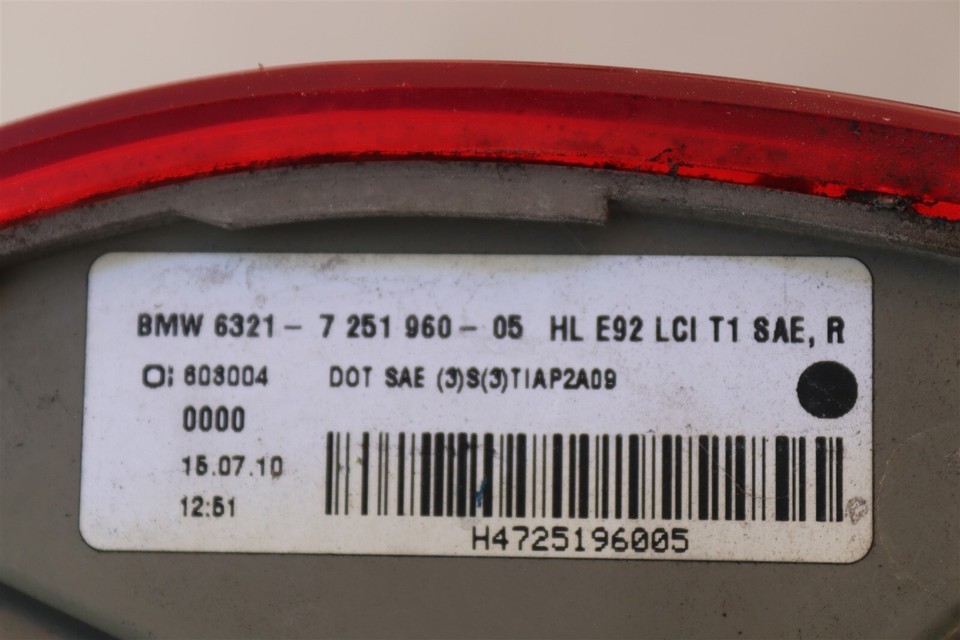 BMW 6321 - 7 251 960 - 05 HL E92 LCI T1 SAE, R
603004 DOT SAE (3)S(3)TIAP2A09
0000
15.07.10
12:51
H4725196005